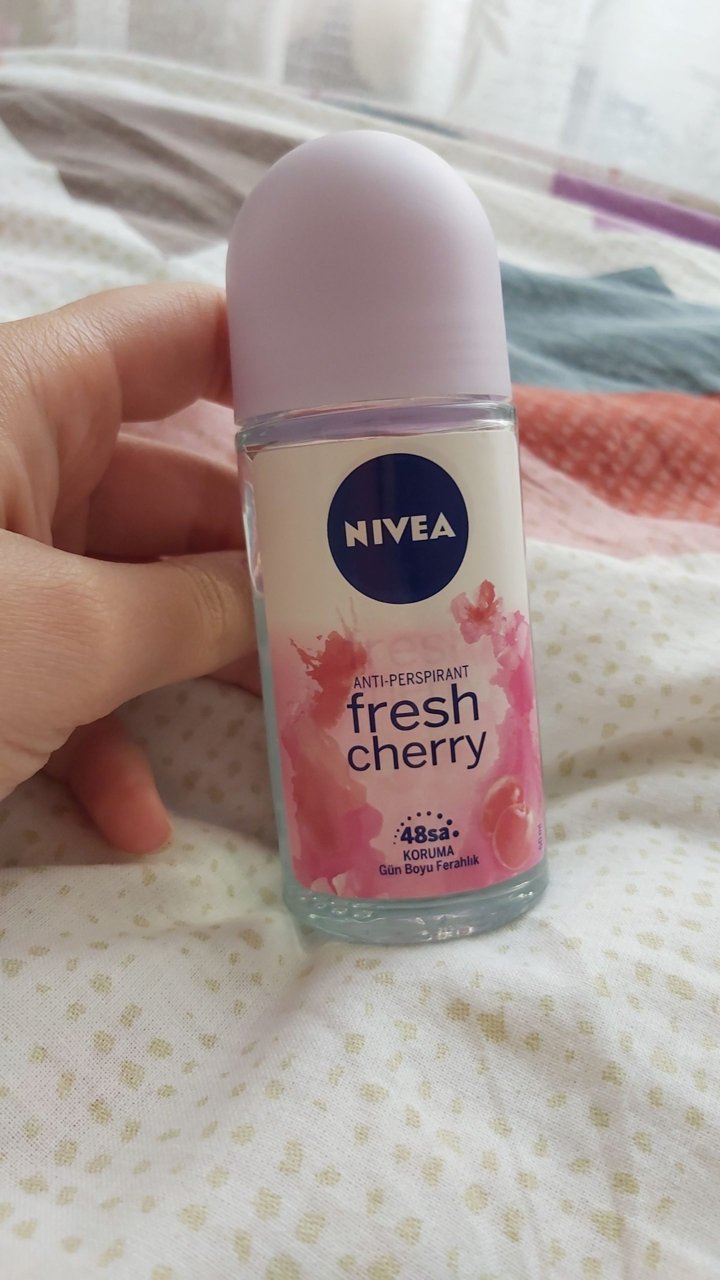 NIVEA
ANTI-PERSPIRANT
fresh
cherry
48sa.
KORUMA
Gün Boyu Ferahlık